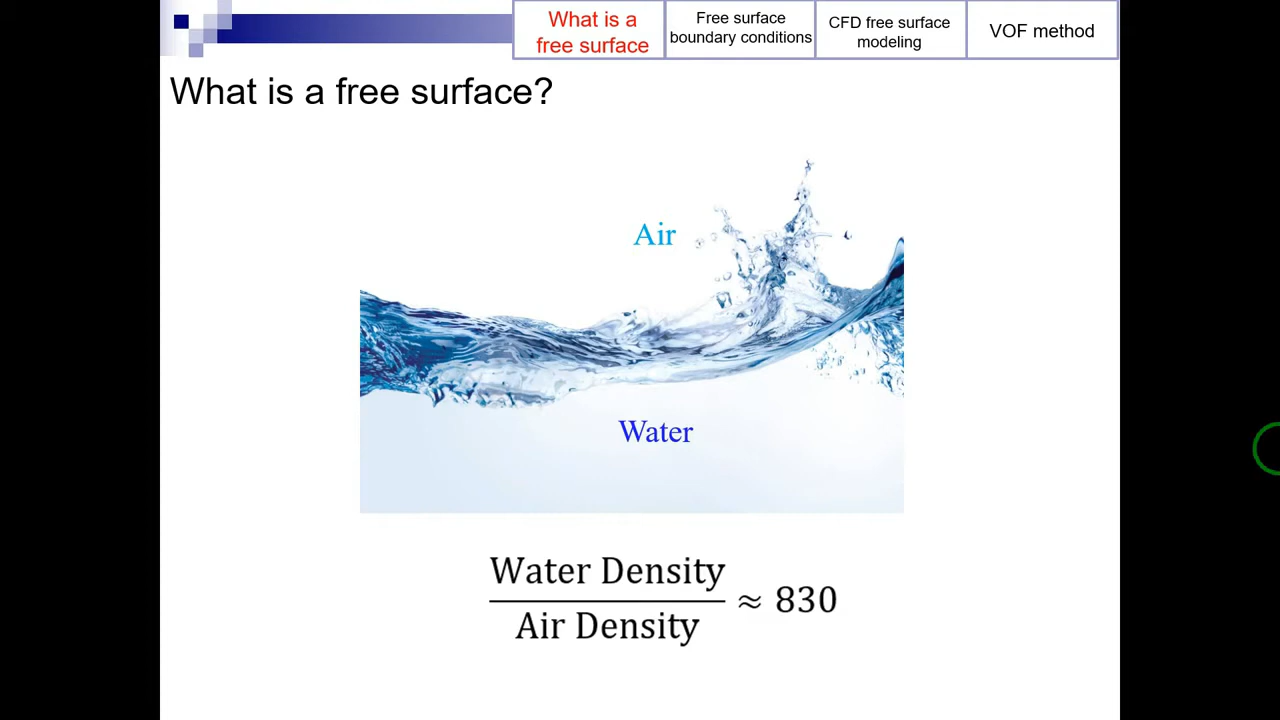 What is a
free surface
Free surface
boundary conditions
CFD free surface
modeling
VOF method
What is a free surface?
Air
Water
Water Density
Air Density
≈ 830